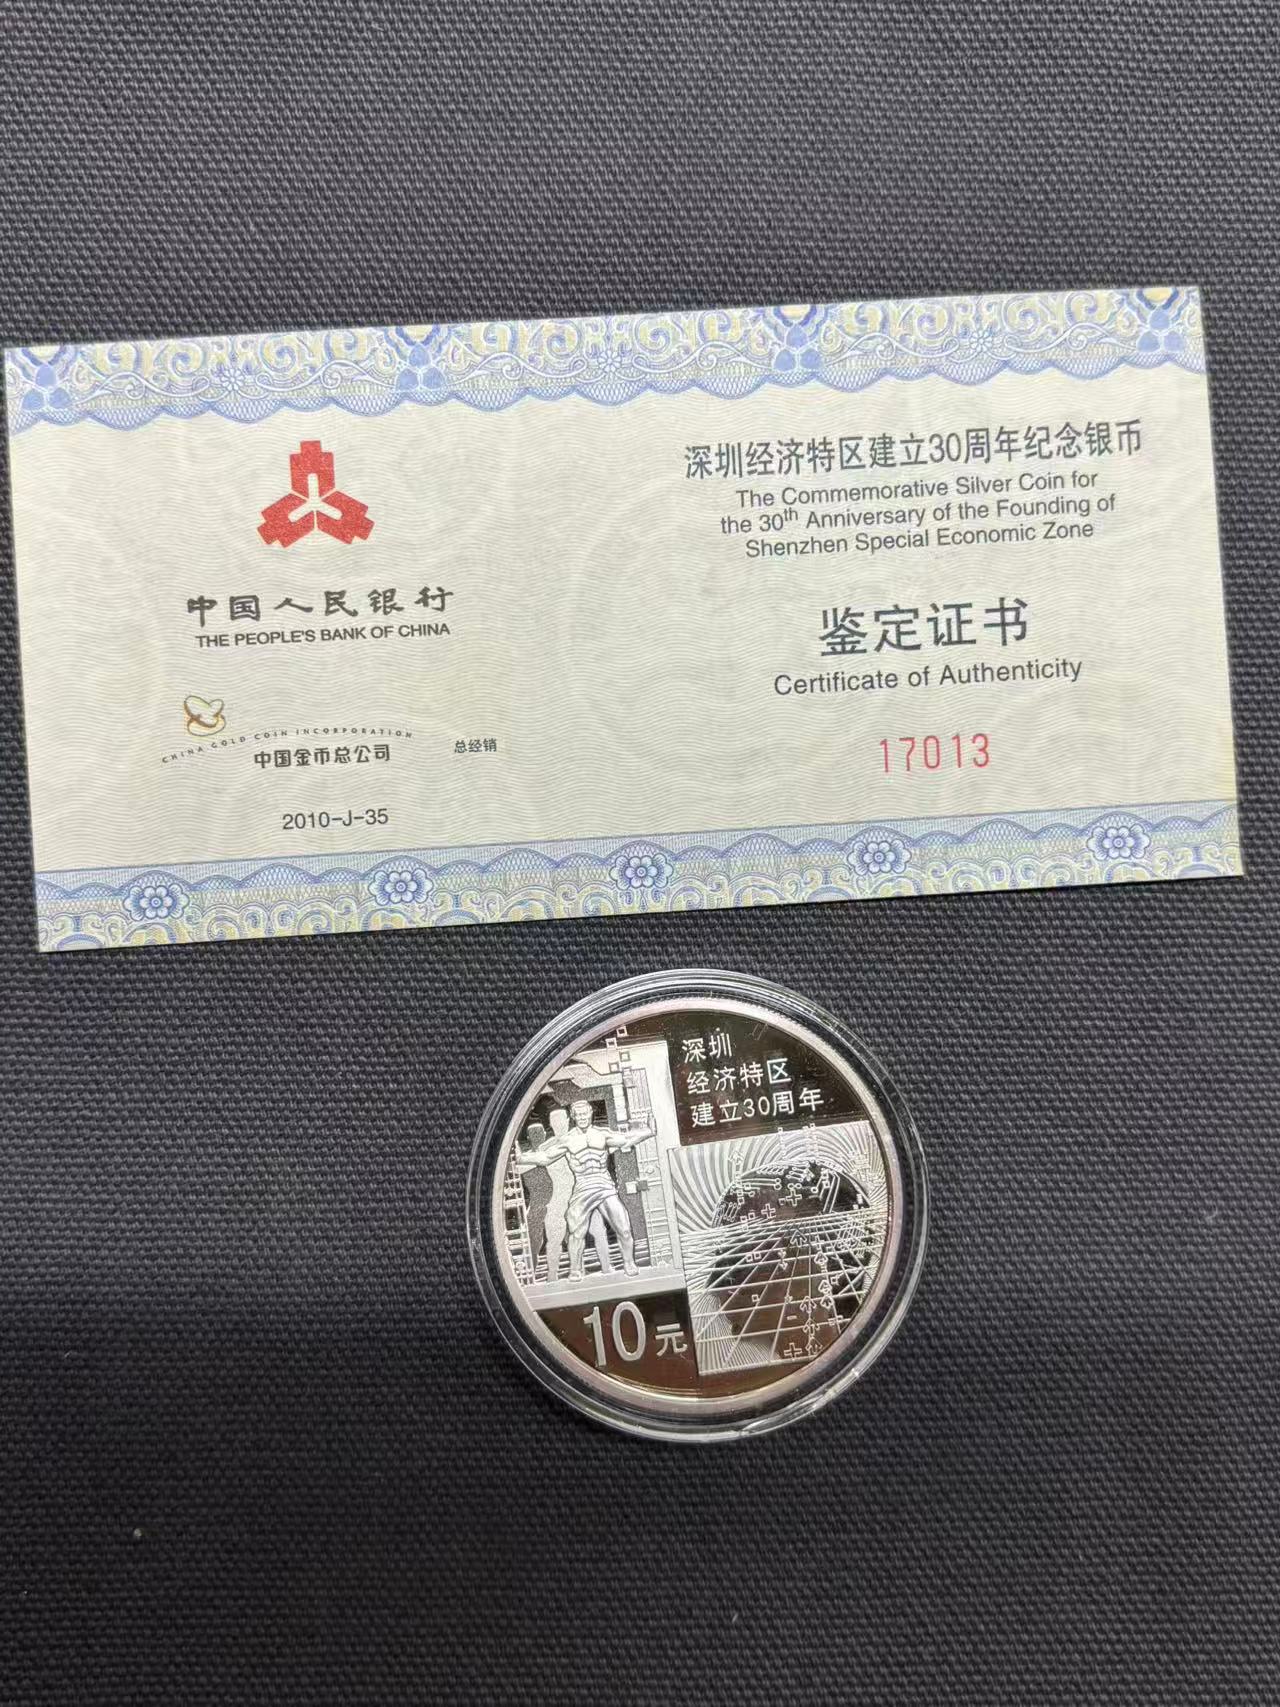 中国人民银行
THE PEOPLE'S BANK OF CHINA
CHINA GOLD COIN INCORPORATION
中国金币总公司
总经销
2010-J-35
深圳经济特区建立30周年纪念银币
The Commemorative Silver Coin for
the 30th Anniversary of the Founding of
Shenzhen Special Economic Zone
鉴定证书
Certificate of Authenticity
17013
深圳
经济特区
建立30周年
10元